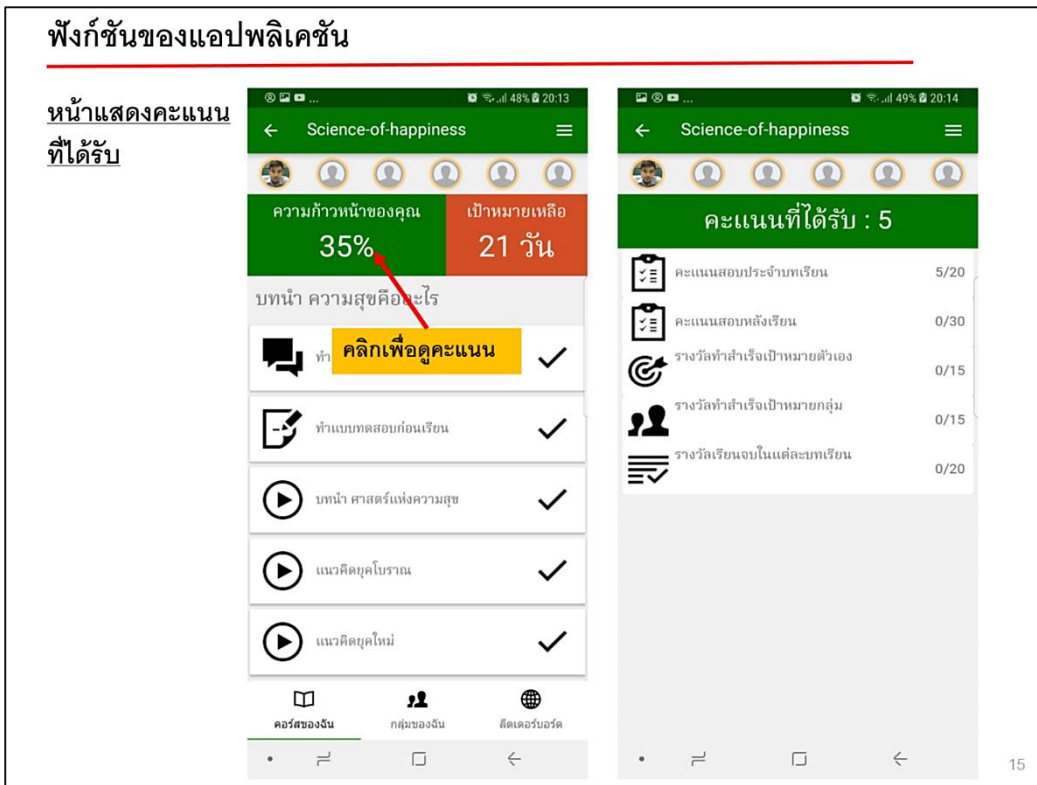 ฟังก์ชันของแอปพลิเคชัน
หน้าแสดงคะแนน
ที่ได้รับ
... 48% 20:13
Science-of-happiness
ความก้าวหน้าของคุณ
35%
เป้าหมายเหลือ
21 วัน
บทนำ ความสุขคืออะไร
ทำ
คลิกเพื่อดูคะแนน
ทำแบบทดสอบก่อนเรียน
บทนำ ศาสตร์แห่งความสุข
แนวคิดยุคโบราณ
แนวคิดยุคใหม่
คอร์สของฉัน กลุ่มของฉัน ลีดเดอร์บอร์ด
... 49% 20:14
Science-of-happiness
คะแนนที่ได้รับ : 5
คะแนนสอบประจำบทเรียน 5/20
คะแนนสอบหลังเรียน 0/30
รางวัลทำสำเร็จเป้าหมายตัวเอง 0/15
รางวัลทำสำเร็จเป้าหมายกลุ่ม 0/15
รางวัลเรียนจบในแต่ละบทเรียน 0/20
15